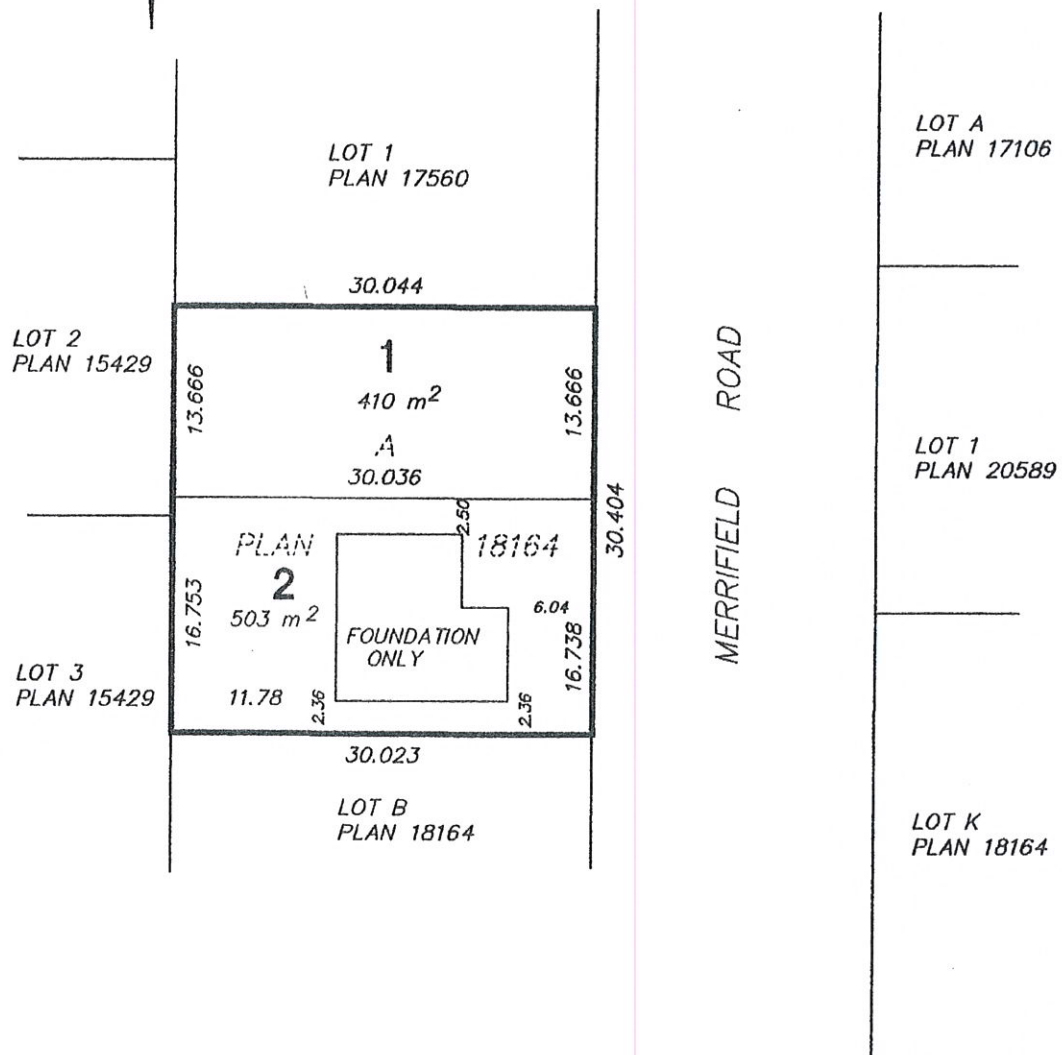 LOT A
PLAN 17106
LOT 1
PLAN 17560
30.044
LOT 2
PLAN 15429
1
410 m²
13.666
13.666
A
30.036
MERRIFIELD ROAD
LOT 1
PLAN 20589
30.404
2.50
PLAN 18164
2
503 m²
16.753
6.04
16.738
FOUNDATION
ONLY
LOT 3
PLAN 15429
11.78
2.36
2.36
30.023
LOT B
PLAN 18164
LOT K
PLAN 18164